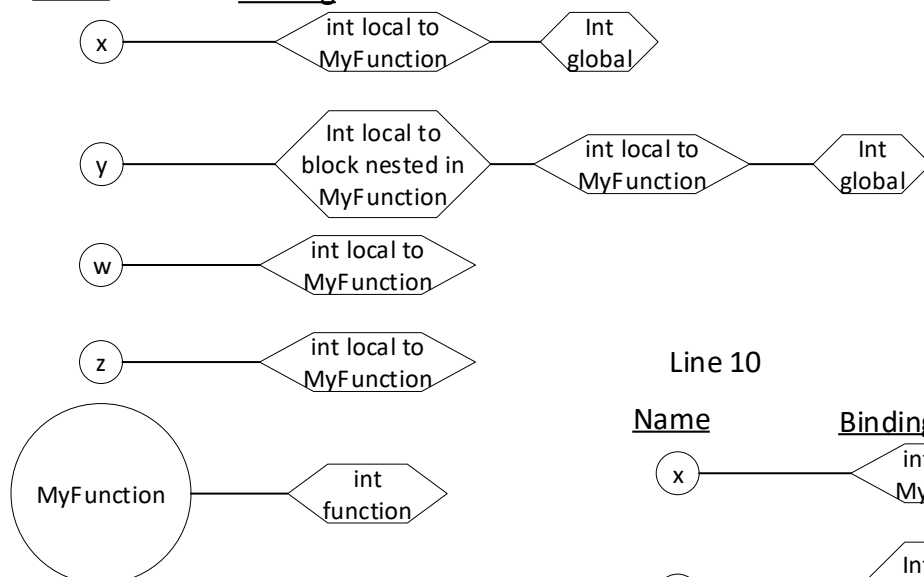 x
int local to
MyFunction
Int
global
y
Int local to
block nested in
MyFunction
int local to
MyFunction
Int
global
w
int local to
MyFunction
z
int local to
MyFunction
MyFunction
int
function
Line 10
Name
x